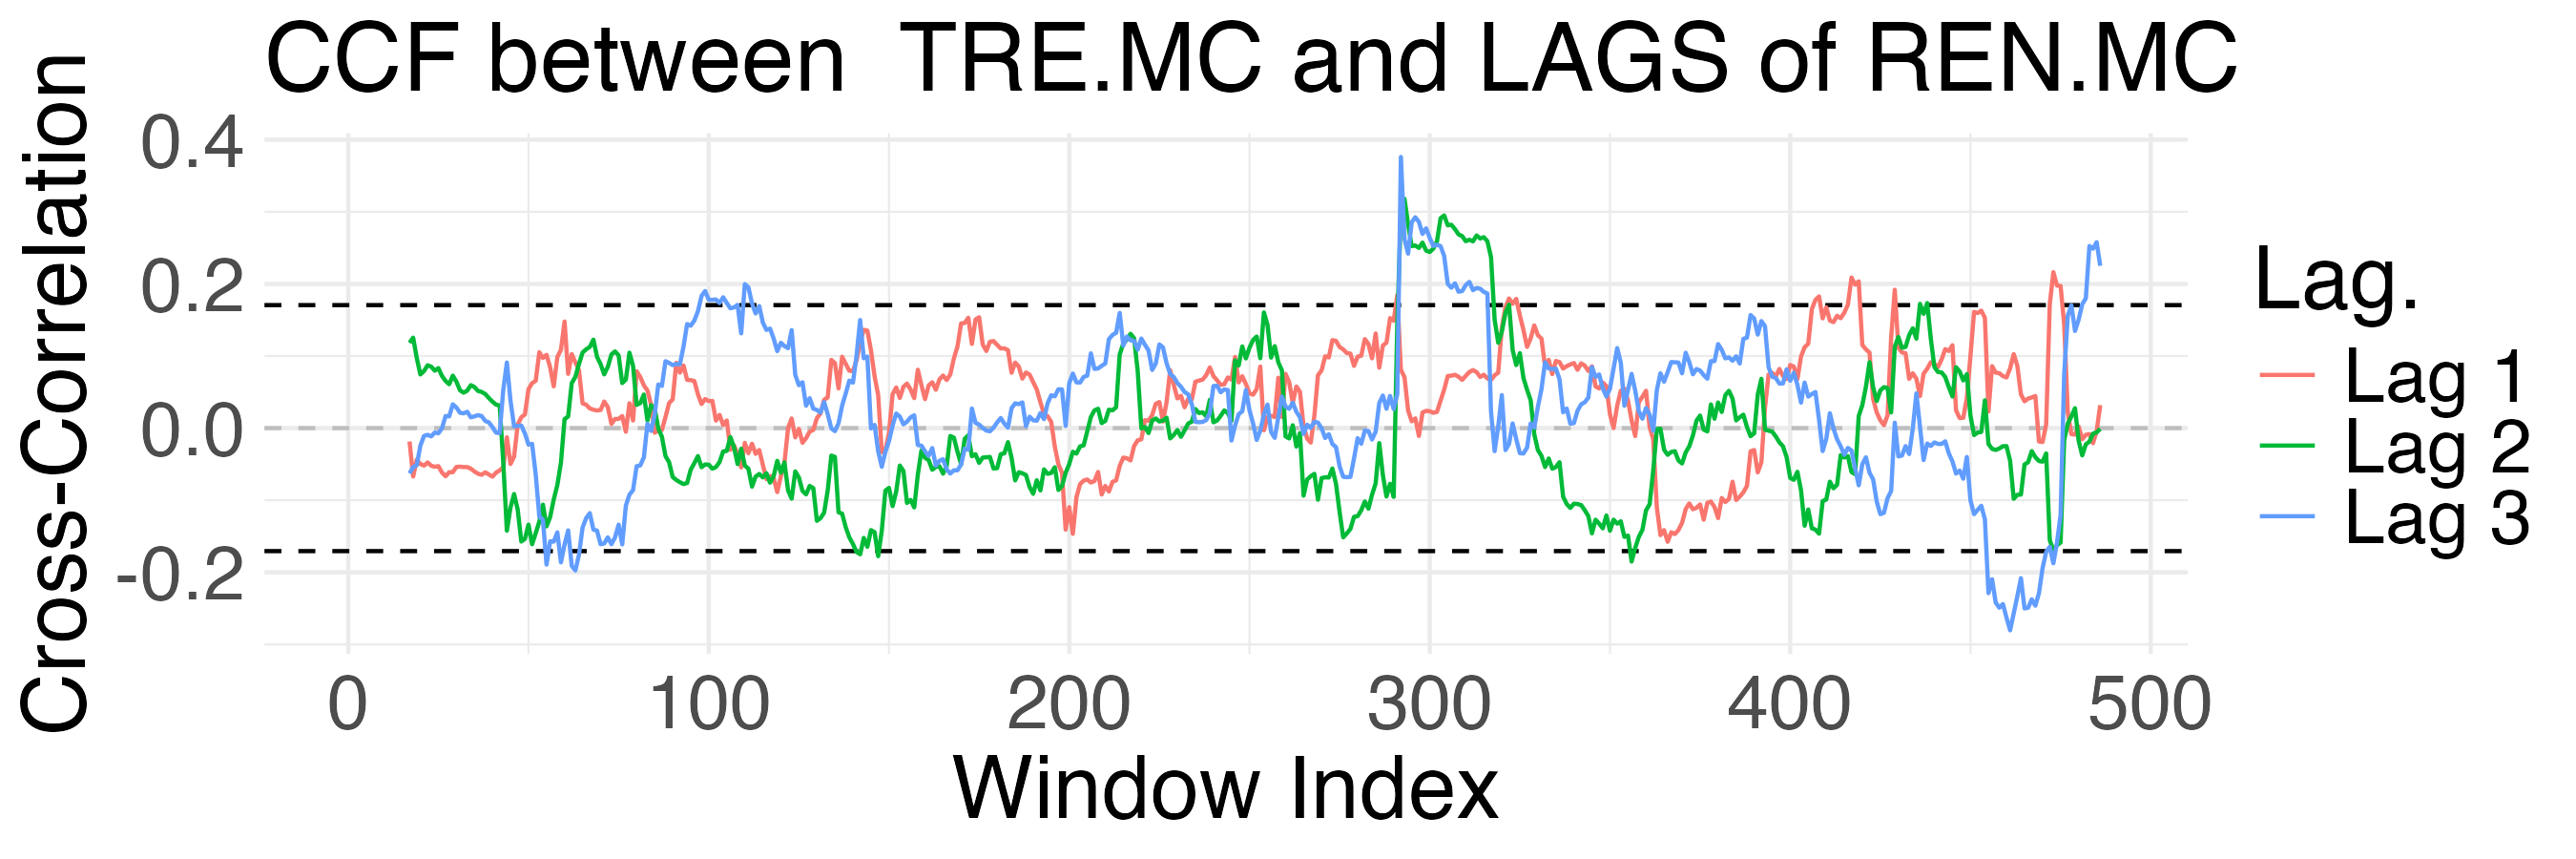 CCF between  TRE.MC and LAGS of REN.MC
Cross-Correlation
0.4
0.2
0.0
-0.2
0 100 200 300 400 500
Window Index
Lag.
Lag 1
Lag 2
Lag 3